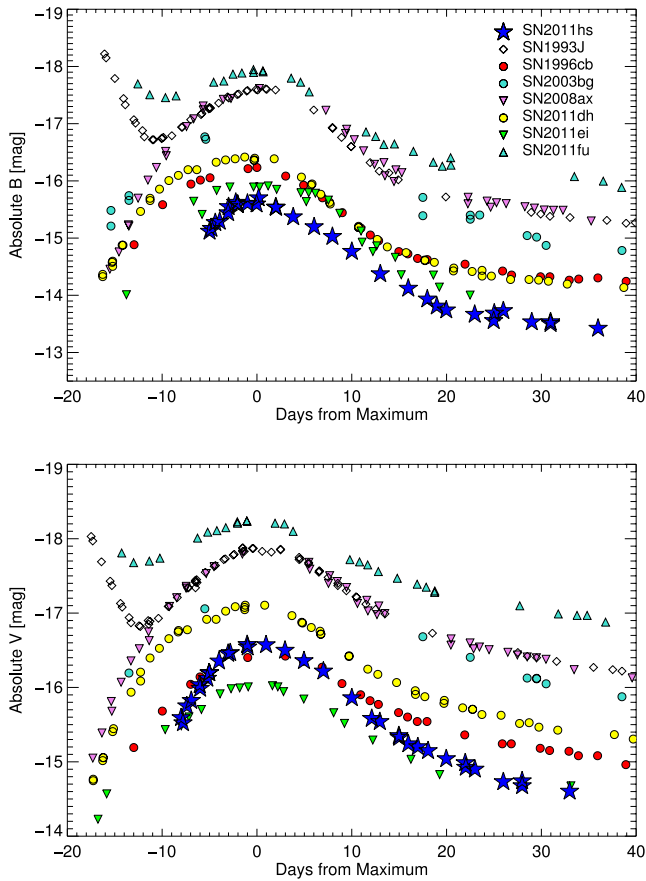 −19
−18
−17
−16
−15
−14
−13
Absolute B [mag]
SN2011hs
SN1993J
SN1996cb
SN2003bg
SN2008ax
SN2011dh
SN2011ei
SN2011fu
−20 −10 0 10 20 30 40
Days from Maximum
−19
−18
−17
−16
−15
−14
Absolute V [mag]
−20 −10 0 10 20 30 40
Days from Maximum